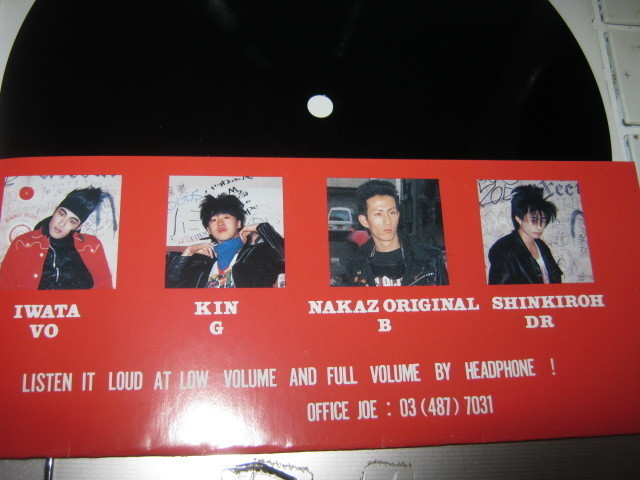 IWATA
VO
KIN
G
NAKAZ ORIGINAL
B
SHINKIROH
DR
LISTEN IT LOUD AT LOW VOLUME AND FULL VOLUME BY HEADPHONE !
OFFICE JOE : 03 (487) 7031